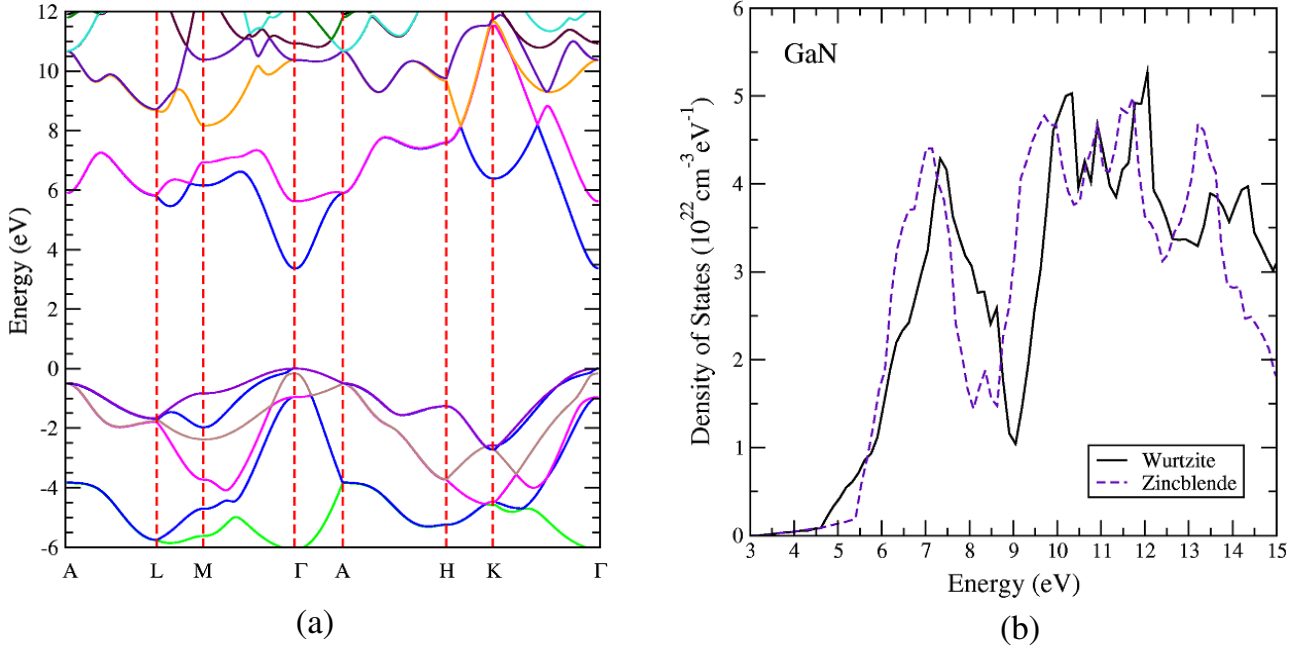 12
10
8
6
4
2
0
-2
-4
-6
Energy (eV)
A L M Γ A H K Γ
(a)
6
5
4
3
2
1
0
Density of States (10²² cm⁻³ eV⁻¹)
GaN
Wurtzite
Zincblende
3 4 5 6 7 8 9 10 11 12 13 14 15
Energy (eV)
(b)